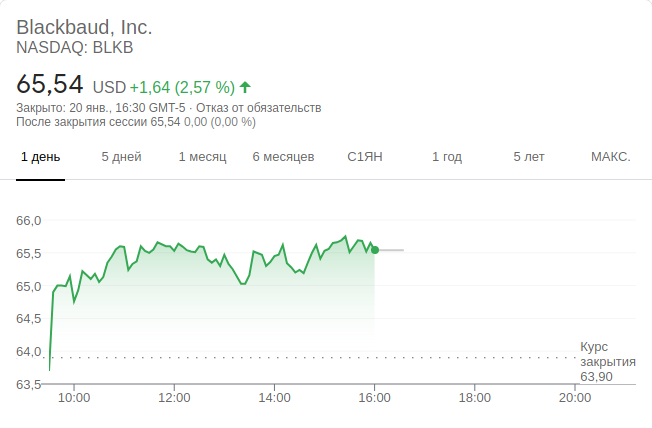 Blackbaud, Inc.
NASDAQ: BLKB
65,54 USD +1,64 (2,57 %)
Закрыто: 20 янв., 16:30 GMT-5 · Отказ от обязательств
После закрытия сессии 65,54 0,00 (0,00 %)
1 день 5 дней 1 месяц 6 месяцев С1ЯН 1 год 5 лет МАКС.
66,0
65,5
65,0
64,5
64,0
63,5
Курс
закрытия
63,90
10:00 12:00 14:00 16:00 18:00 20:00